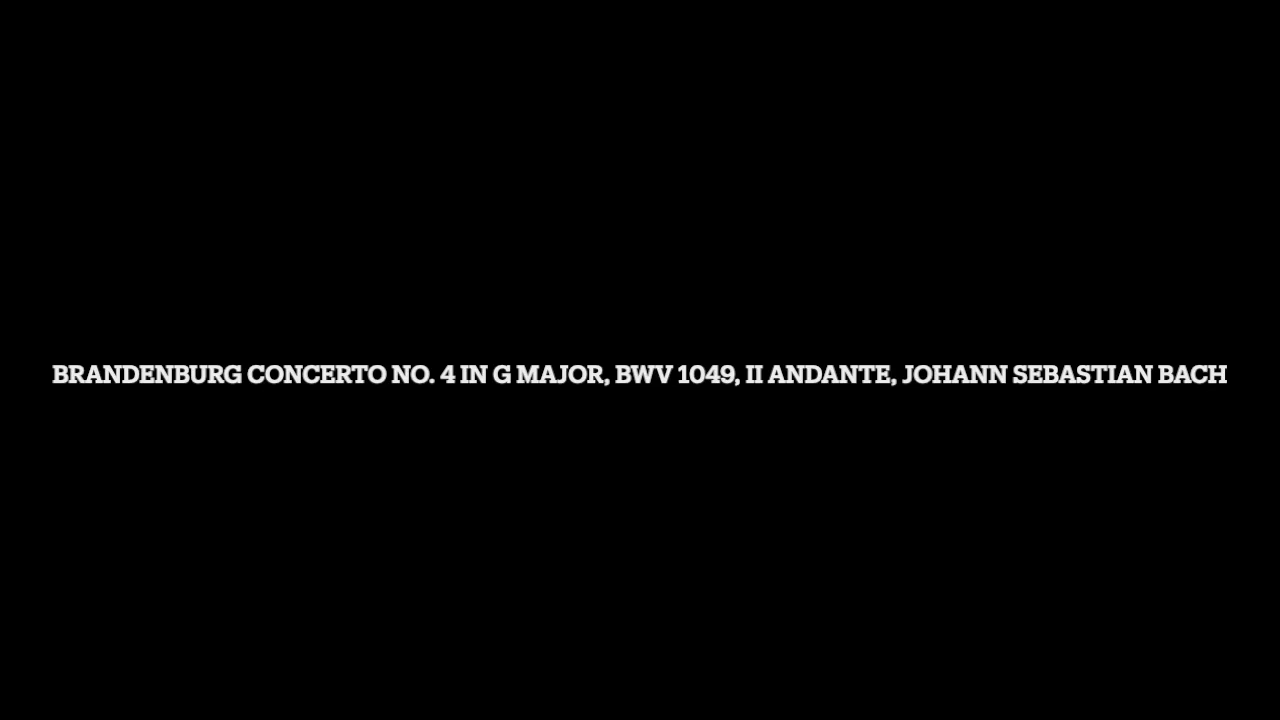 BRANDENBURG CONCERTO NO. 4 IN G MAJOR, BWV 1049, II ANDANTE, JOHANN SEBASTIAN BACH